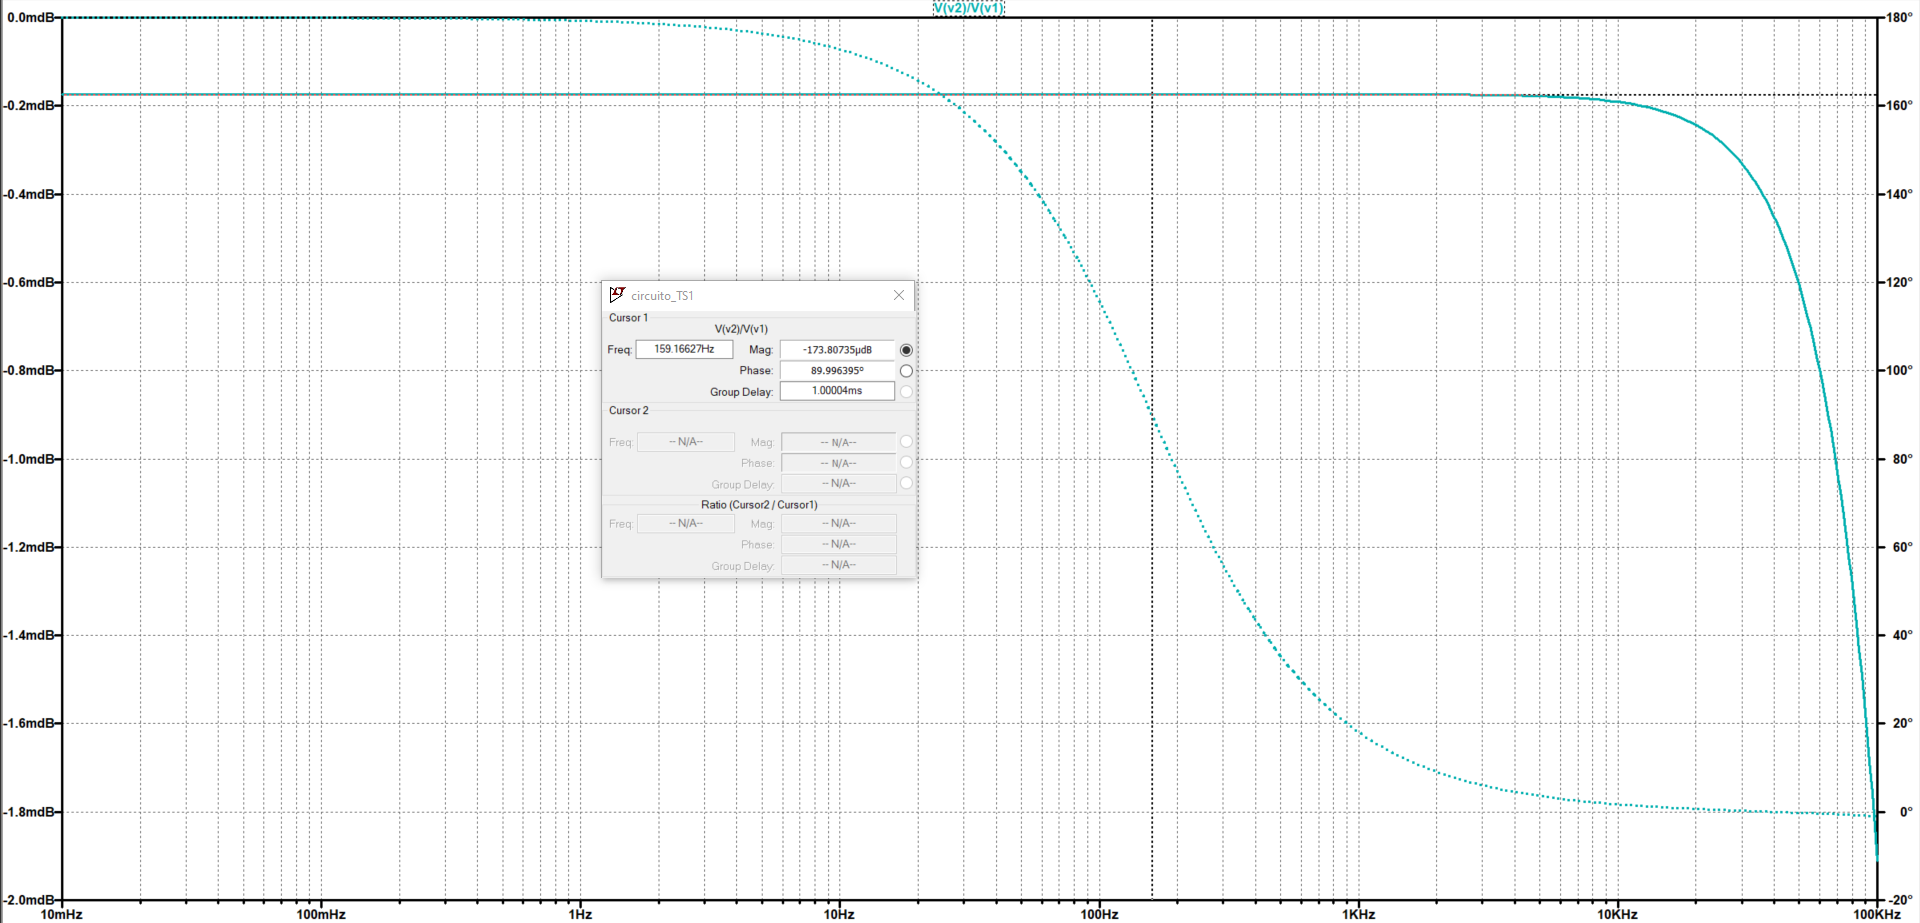 V(v2)/V(v1)
0.0mdB
-0.2mdB
-0.4mdB
-0.6mdB
-0.8mdB
-1.0mdB
-1.2mdB
-1.4mdB
-1.6mdB
-1.8mdB
-2.0mdB
180°
160°
140°
120°
100°
80°
60°
40°
20°
0°
-20°
10mHz 100mHz 1Hz 10Hz 100Hz 1KHz 10KHz 100KHz
circuito_TS1
Cursor 1
V(v2)/V(v1)
Freq: 159.16627Hz Mag: -173.80735µdB
Phase: 89.996395°
Group Delay: 1.00004ms
Cursor 2
Freq: -- N/A-- Mag: -- N/A--
Phase: -- N/A--
Group Delay: -- N/A--
Ratio (Cursor2 / Cursor1)
Freq: -- N/A-- Mag: -- N/A--
Phase: -- N/A--
Group Delay: -- N/A--